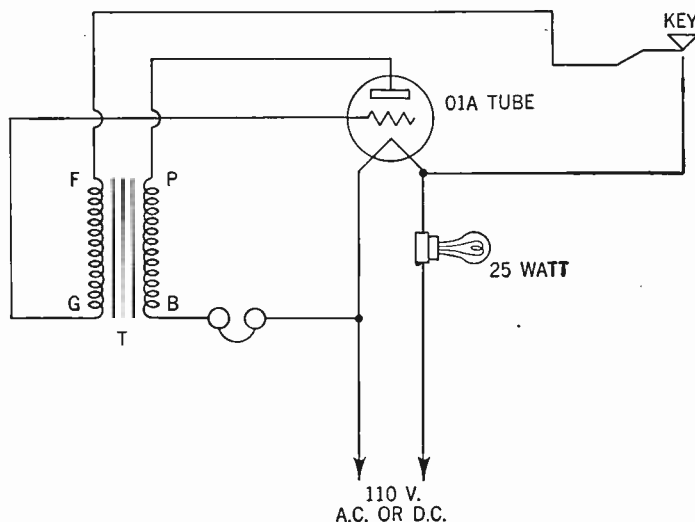 KEY
01A TUBE
F
P
25 WATT
G
B
T
110 V.
A.C. OR D.C.